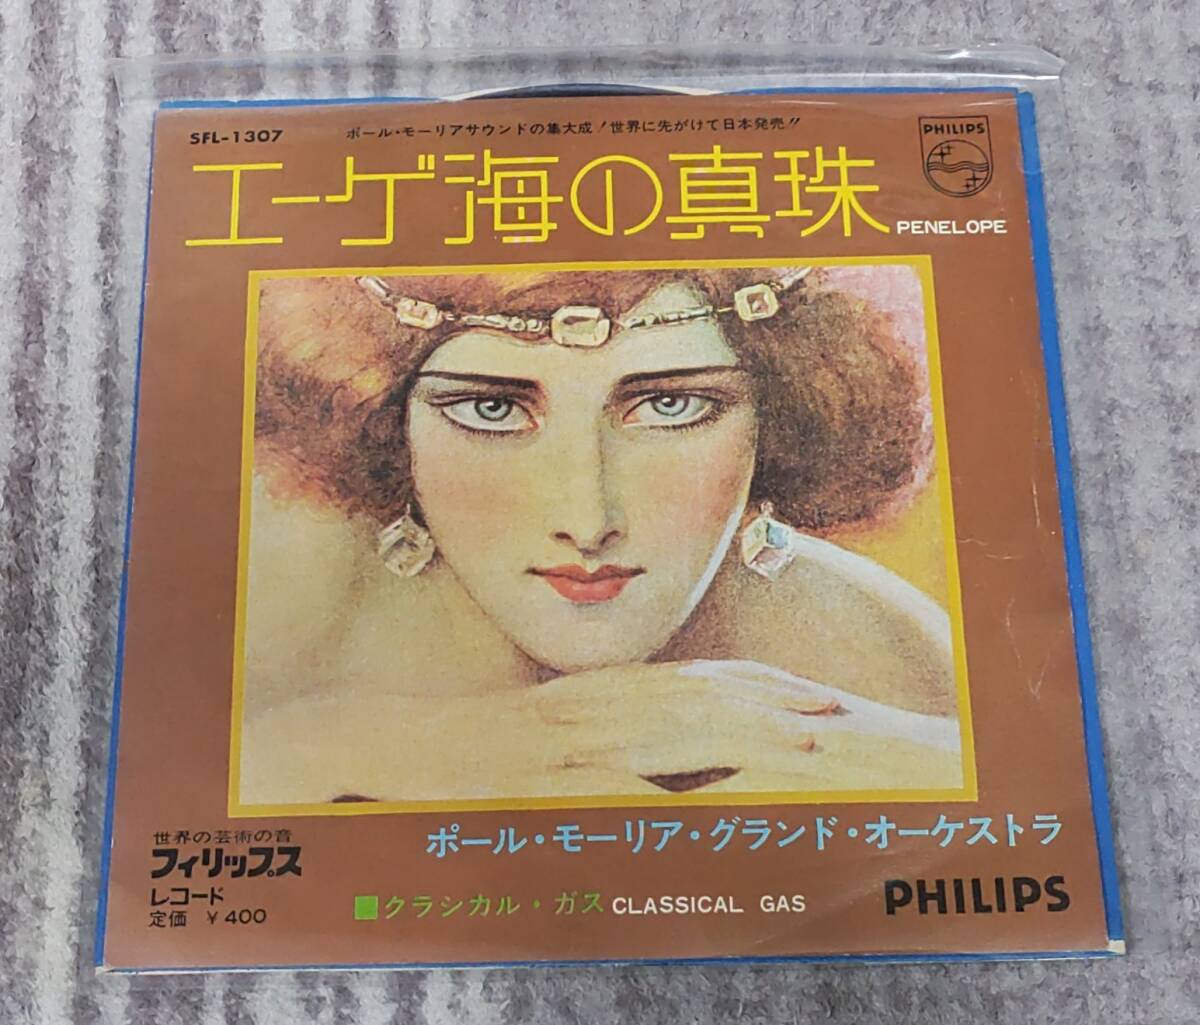 SFL-1307
ポール・モーリアサウンドの集大成!世界に先がけて日本発売!!
PHILIPS
エーゲ海の真珠
PENELOPE
ポール・モーリア・グランド・オーケストラ
世界の芸術の音
フィリップス
レコード
定価 ¥400
■クラシカル・ガス CLASSICAL GAS
PHILIPS